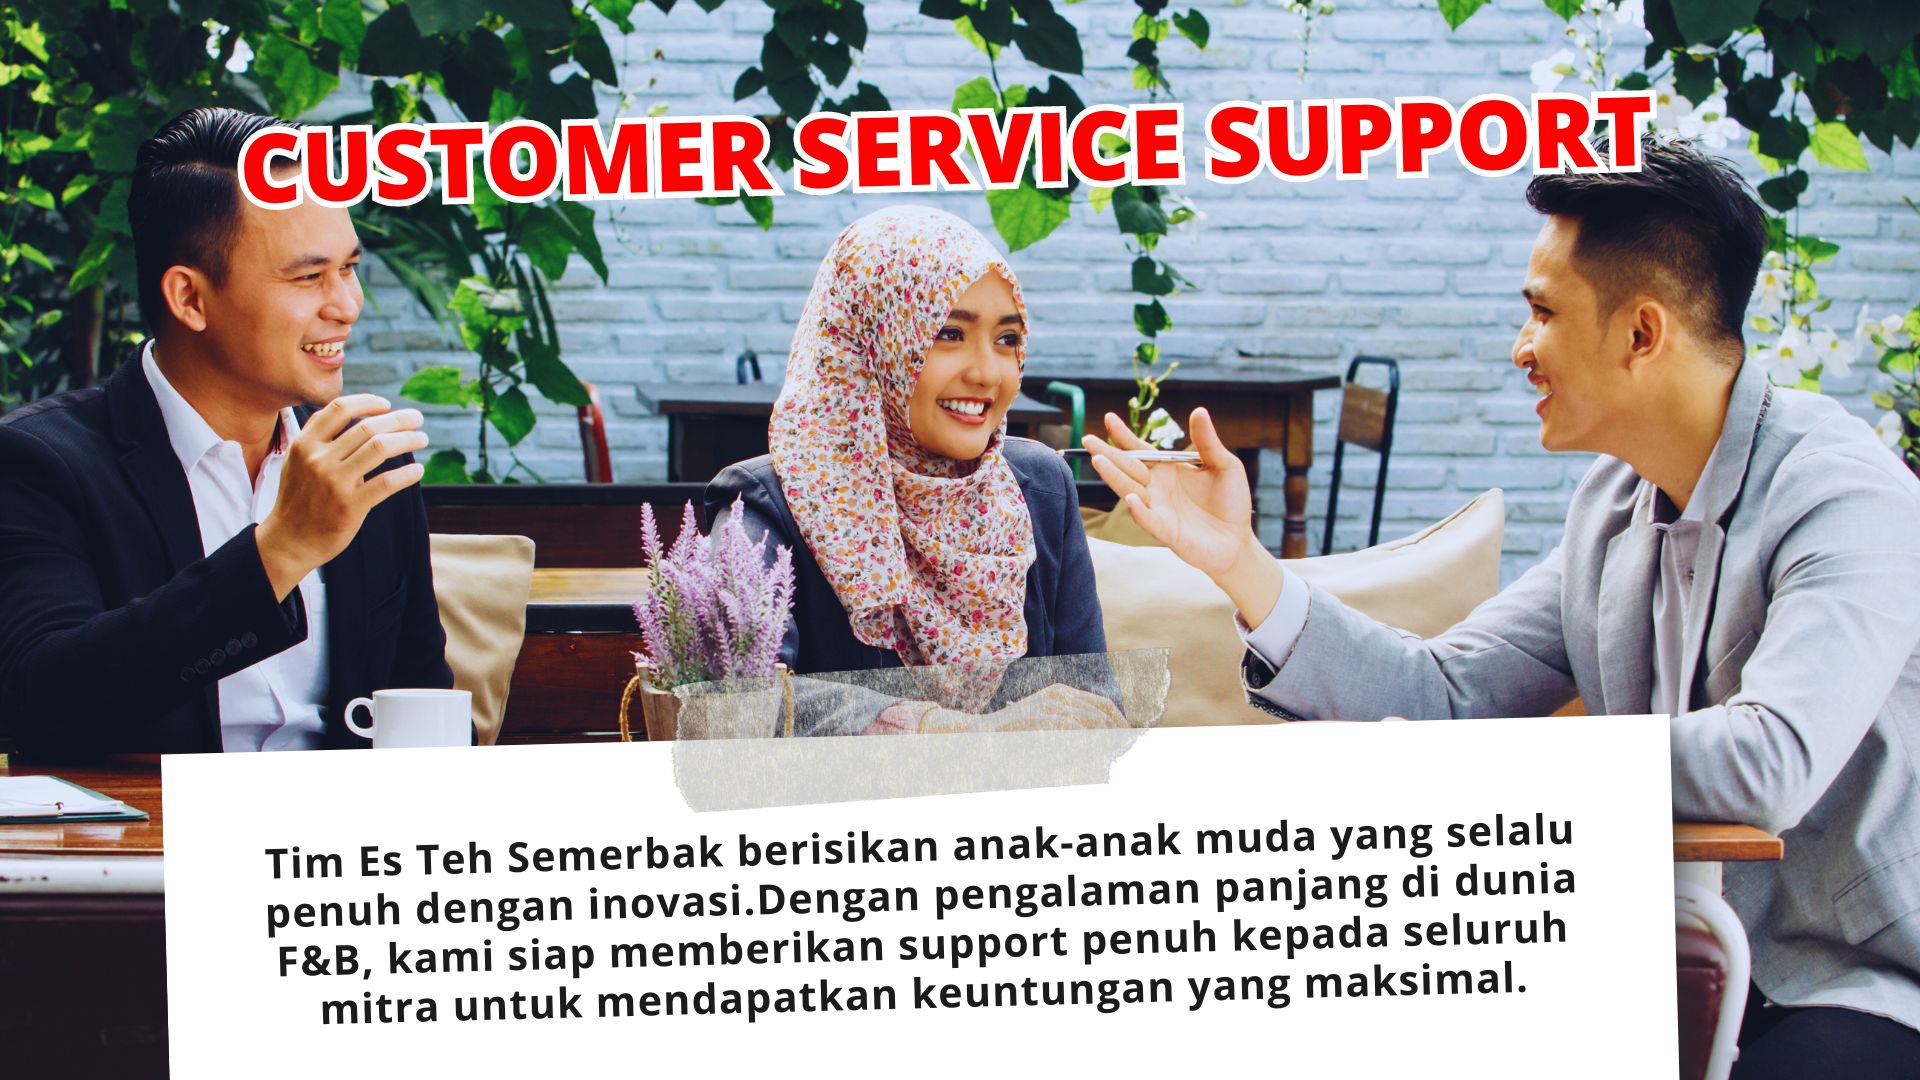 CUSTOMER SERVICE SUPPORT
Tim Es Teh Semerbak berisikan anak-anak muda yang selalu
penuh dengan inovasi.Dengan pengalaman panjang di dunia
F&B, kami siap memberikan support penuh kepada seluruh
mitra untuk mendapatkan keuntungan yang maksimal.